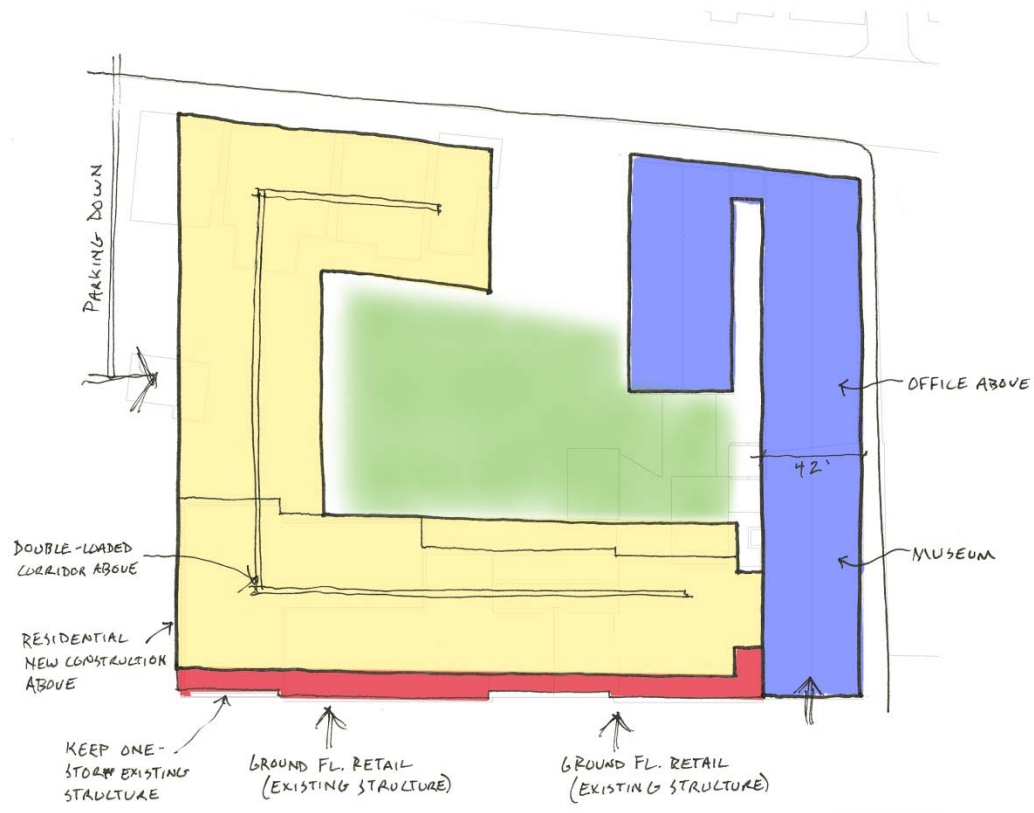 PARKING DOWN
OFFICE ABOVE
42'
MUSEUM
DOUBLE-LOADED
CORRIDOR ABOVE
RESIDENTIAL
NEW CONSTRUCTION
ABOVE
KEEP ONE-
STORY EXISTING
STRUCTURE
GROUND FL. RETAIL
(EXISTING STRUCTURE)
GROUND FL. RETAIL
(EXISTING STRUCTURE)